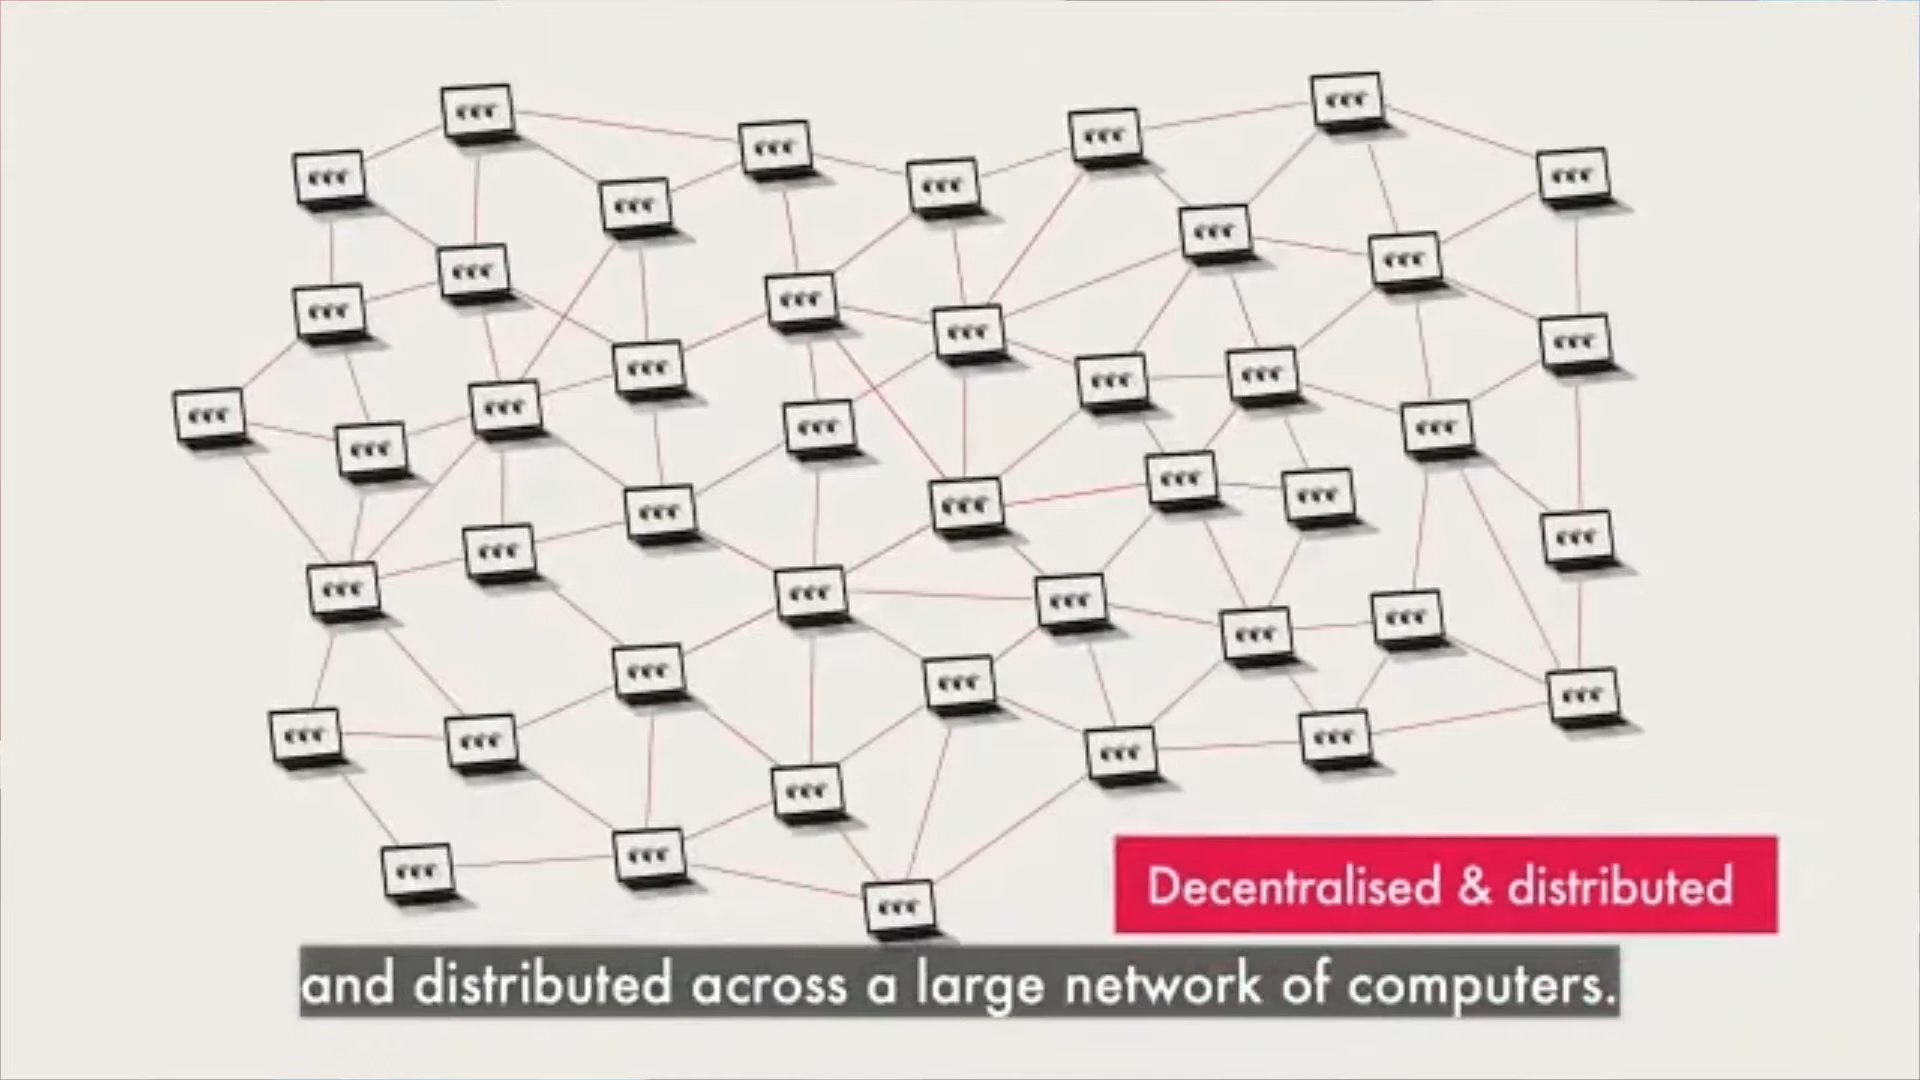 Decentralised & distributed
and distributed across a large network of computers.